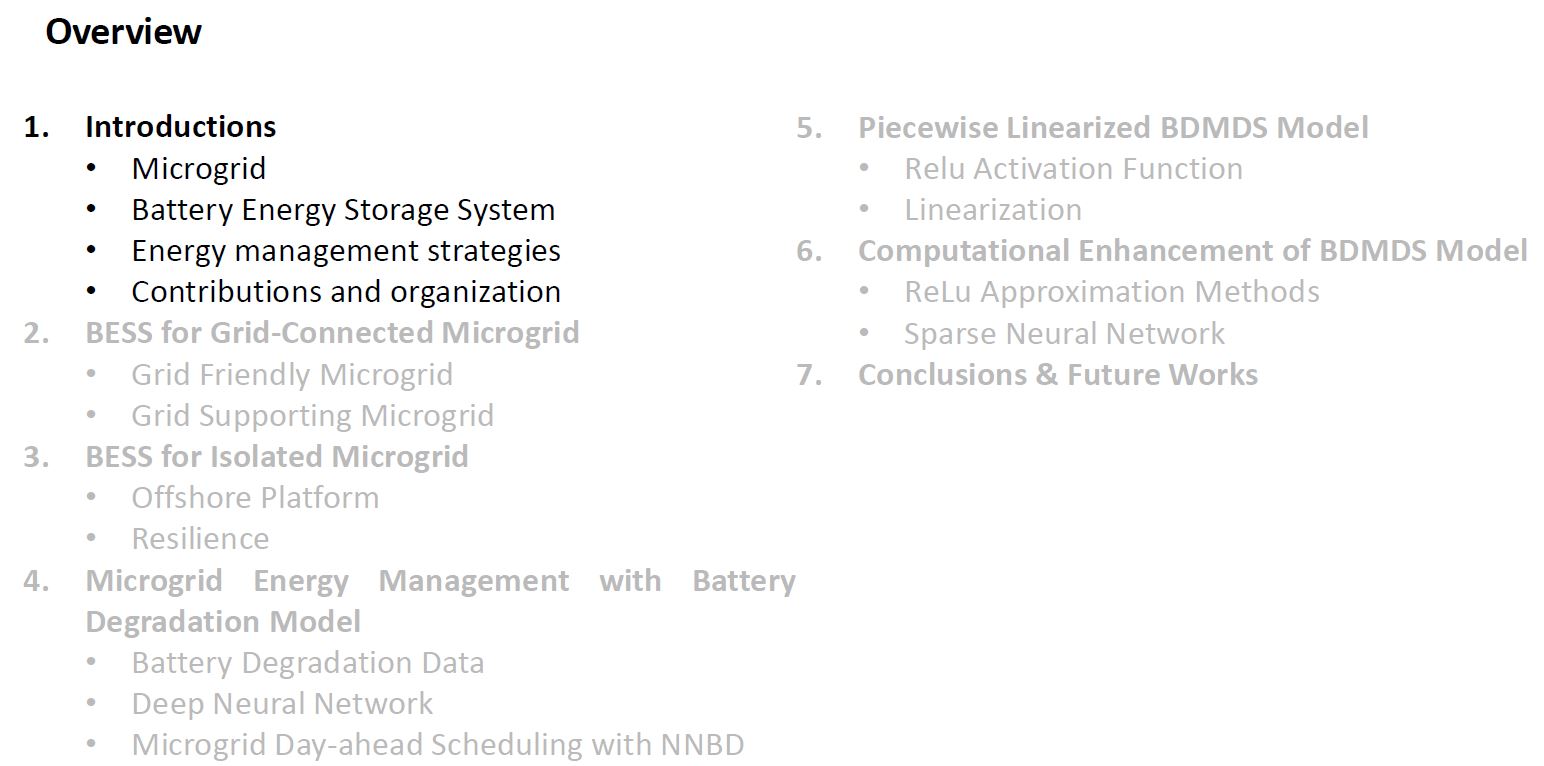 Overview
1. Introductions
• Microgrid
• Battery Energy Storage System
• Energy management strategies
• Contributions and organization
2. BESS for Grid-Connected Microgrid
• Grid Friendly Microgrid
• Grid Supporting Microgrid
3. BESS for Isolated Microgrid
• Offshore Platform
• Resilience
4. Microgrid Energy Management with Battery
Degradation Model
• Battery Degradation Data
• Deep Neural Network
• Microgrid Day-ahead Scheduling with NNBD
5. Piecewise Linearized BDMDS Model
• Relu Activation Function
• Linearization
6. Computational Enhancement of BDMDS Model
• ReLu Approximation Methods
• Sparse Neural Network
7. Conclusions & Future Works